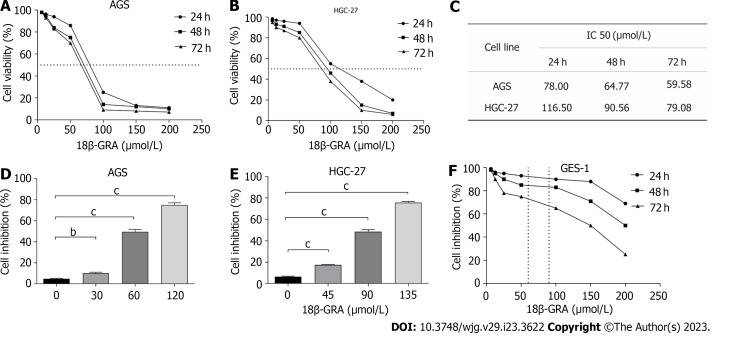 A
AGS
Cell viability (%)
100
80
60
40
20
0
0 50 100 150 200 250
18β-GRA (μmol/L)
24 h
48 h
72 h
B
HGC-27
Cell viability (%)
100
80
60
40
20
0
0 50 100 150 200 250
18β-GRA (μmol/L)
24 h
48 h
72 h
C
Cell line IC 50 (μmol/L)
24 h 48 h 72 h
AGS 78.00 64.77 59.58
HGC-27 116.50 90.56 79.08
D
AGS
Cell inhibition (%)
100
80
60
40
20
0
c
c
b
0 30 60 120
E
HGC-27
Cell inhibition (%)
100
80
60
40
20
0
c
c
c
0 45 90 135
18β-GRA (μmol/L)
F
GES-1
Cell inhibition (%)
100
80
60
40
20
0
0 50 100 150 200 250
18β-GRA (μmol/L)
24 h
48 h
72 h
DOI: 10.3748/wjg.v29.i23.3622 Copyright ©The Author(s) 2023.